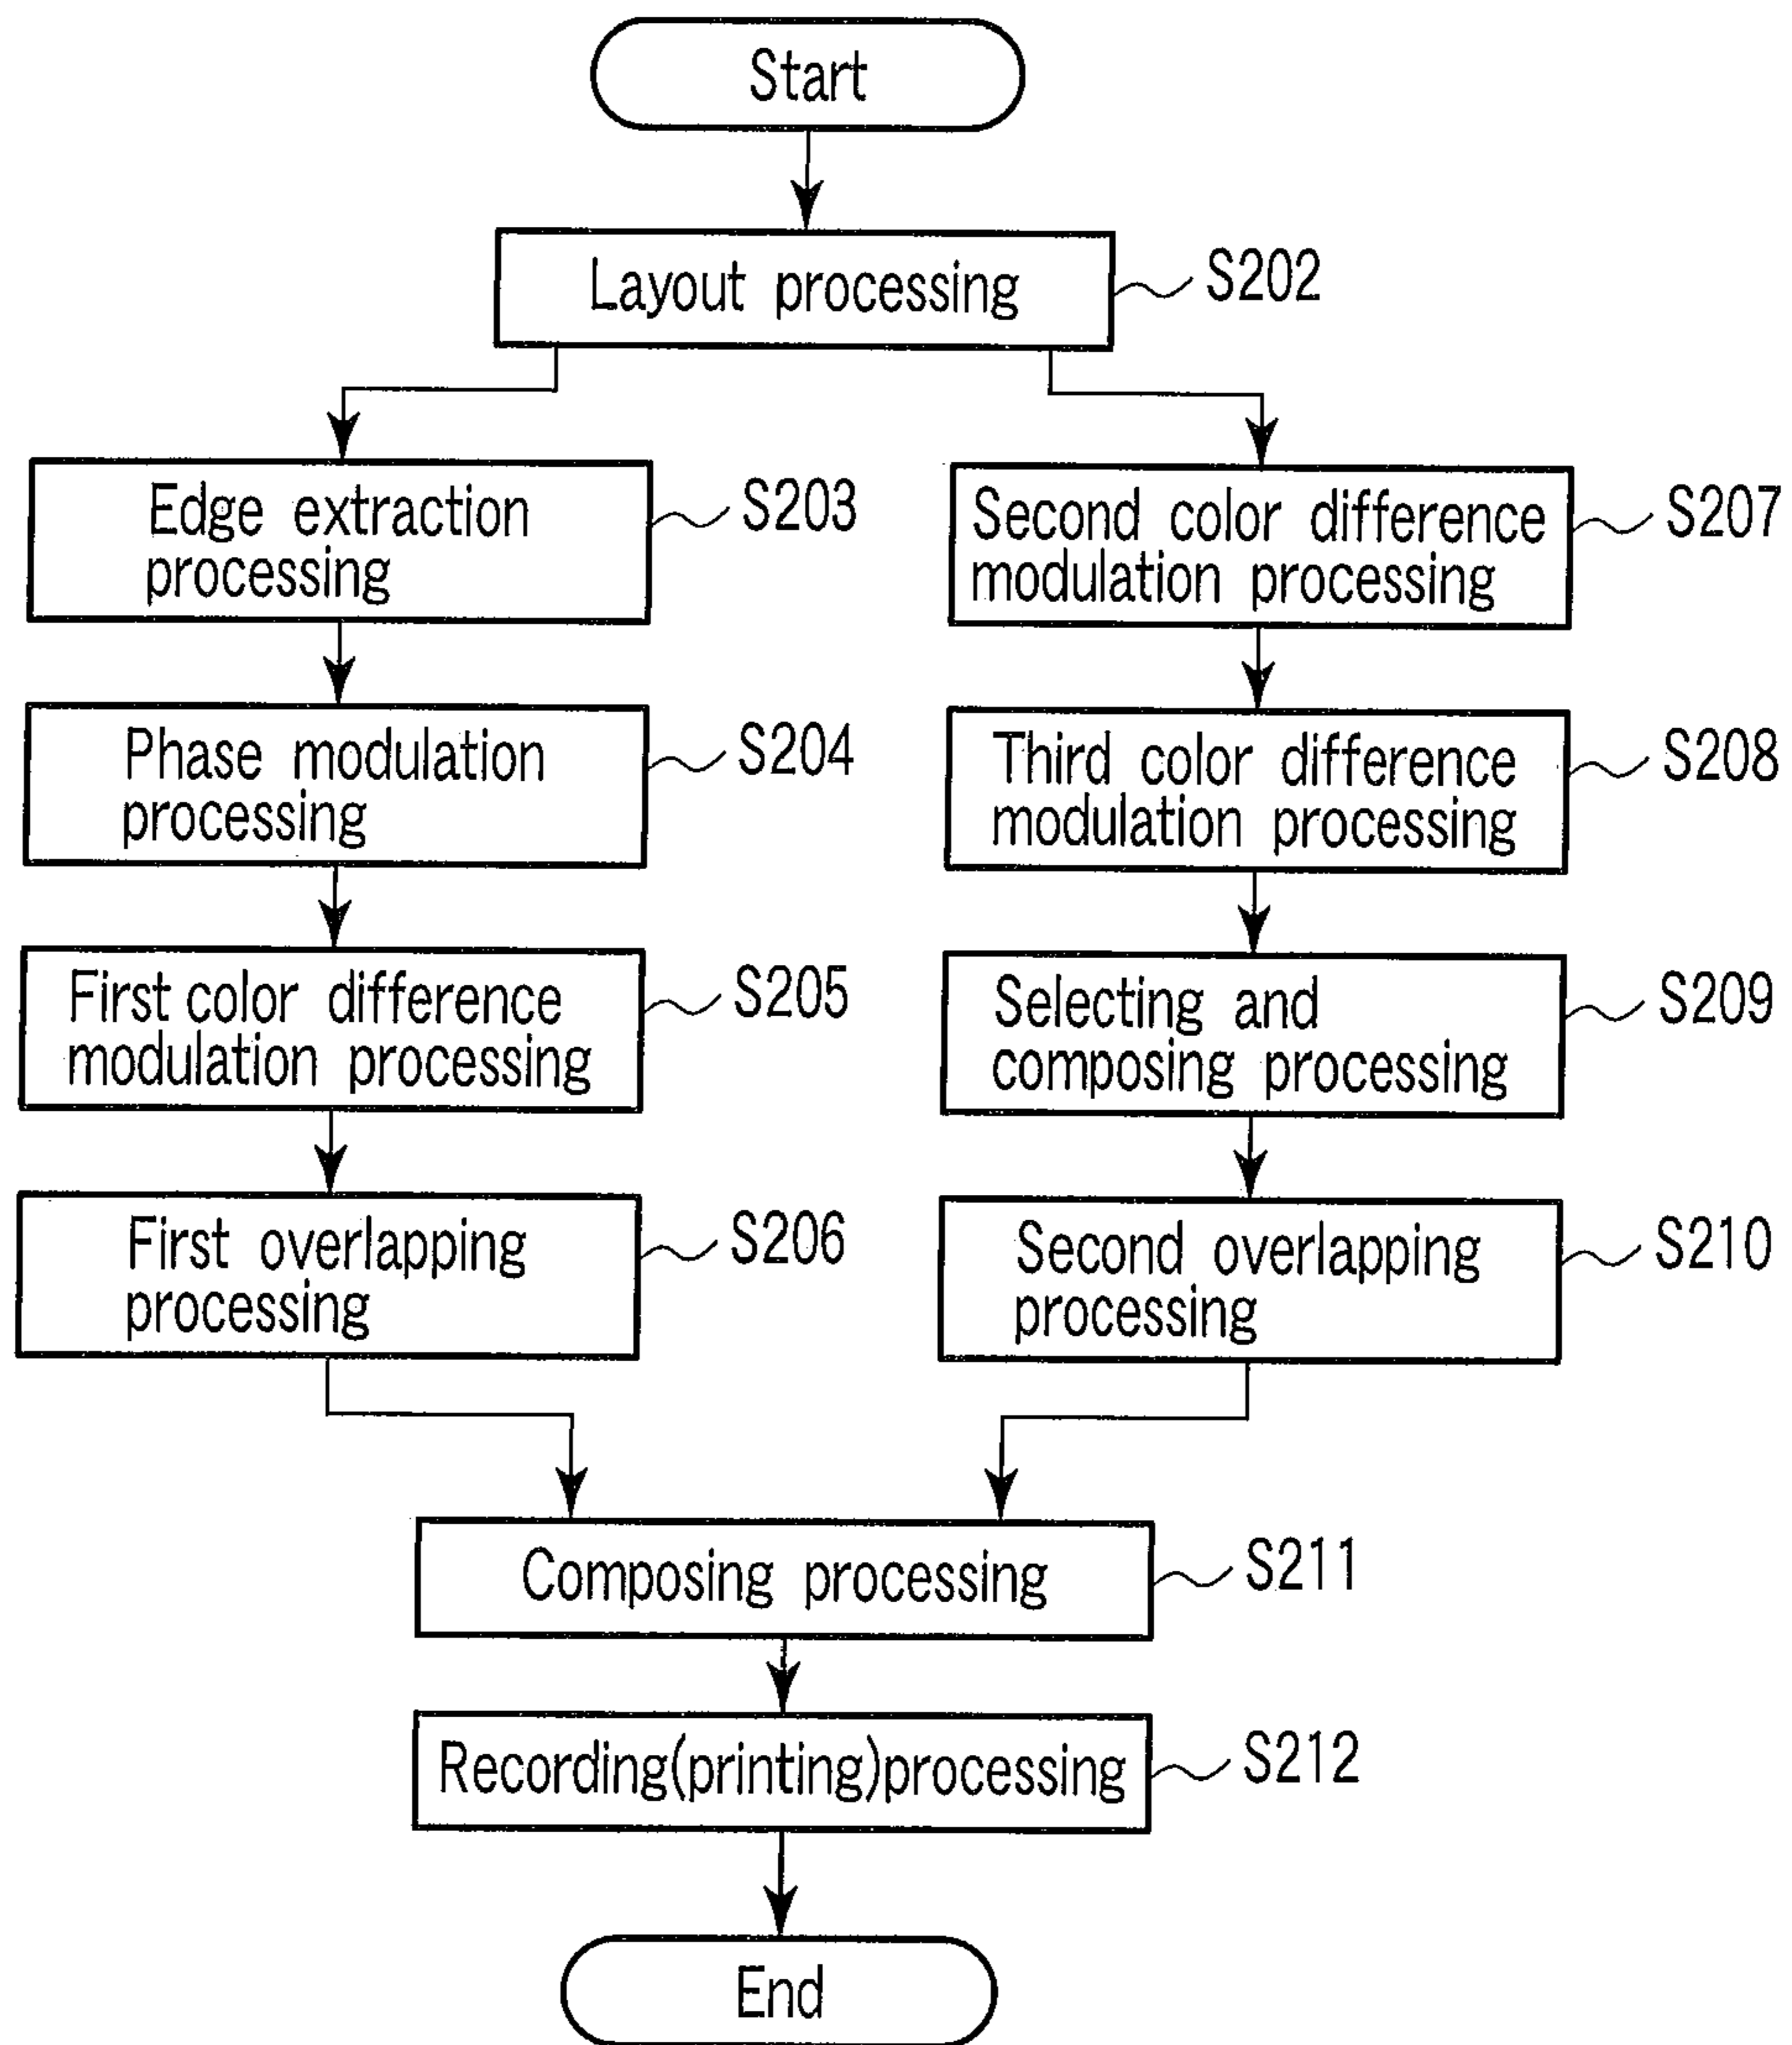 Start
Layout processing
S202
Edge extraction
processing
S203
Phase modulation
processing
S204
First color difference
modulation processing
S205
First overlapping
processing
S206
Second color difference
modulation processing
S207
Third color difference
modulation processing
S208
Selecting and
composing processing
S209
Second overlapping
processing
S210
Composing processing
S211
Recording(printing)processing
S212
End